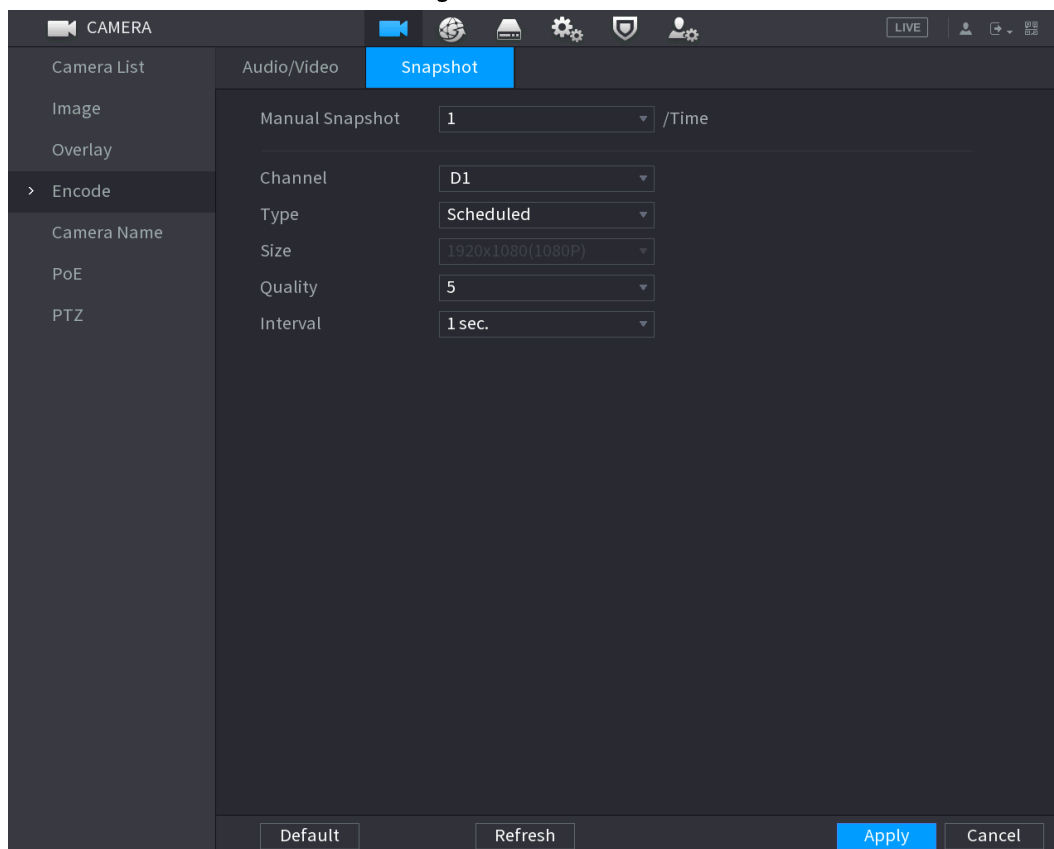 CAMERA
LIVE
Camera List
Image
Overlay
> Encode
Camera Name
PoE
PTZ
Audio/Video Snapshot
Manual Snapshot 1 /Time
Channel D1
Type Scheduled
Size 1920x1080(1080P)
Quality 5
Interval 1 sec.
Default Refresh Apply Cancel